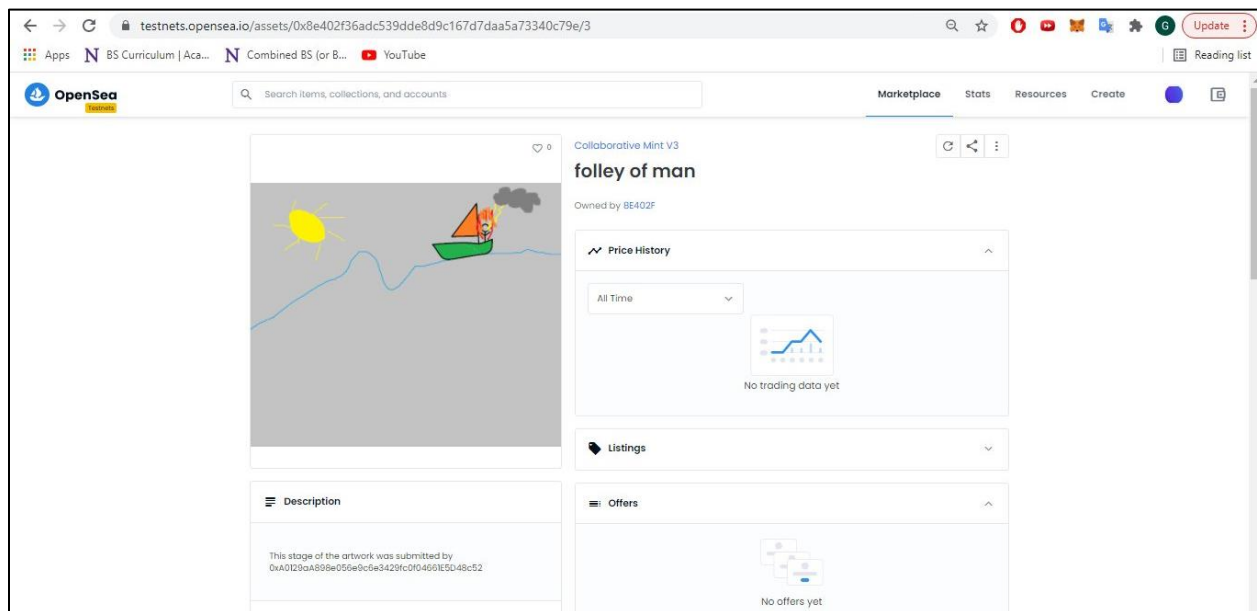 testnets.opensea.io/assets/0x8e402f36adc539dde8d9c167d7daa5a73340c79e/3
G
Update
Apps
N BS Curriculum | Aca...
N Combined BS (or B...
YouTube
Reading list
OpenSea
Testnets
Search items, collections, and accounts
Marketplace Stats Resources Create
0
Collaborative Mint V3
folley of man
Owned by 8E402F
Price History
All Time
No trading data yet
Listings
Description
Offers
This stage of the artwork was submitted by
0xA0129aA898e056e9c6e3429fc0f04661E5D48c52
No offers yet